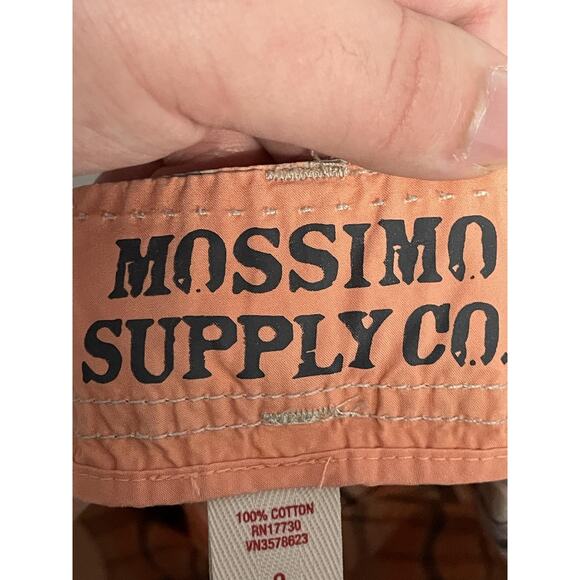 MOSSIMO
SUPPLY CO.
100% COTTON
RN17730
VN3578623